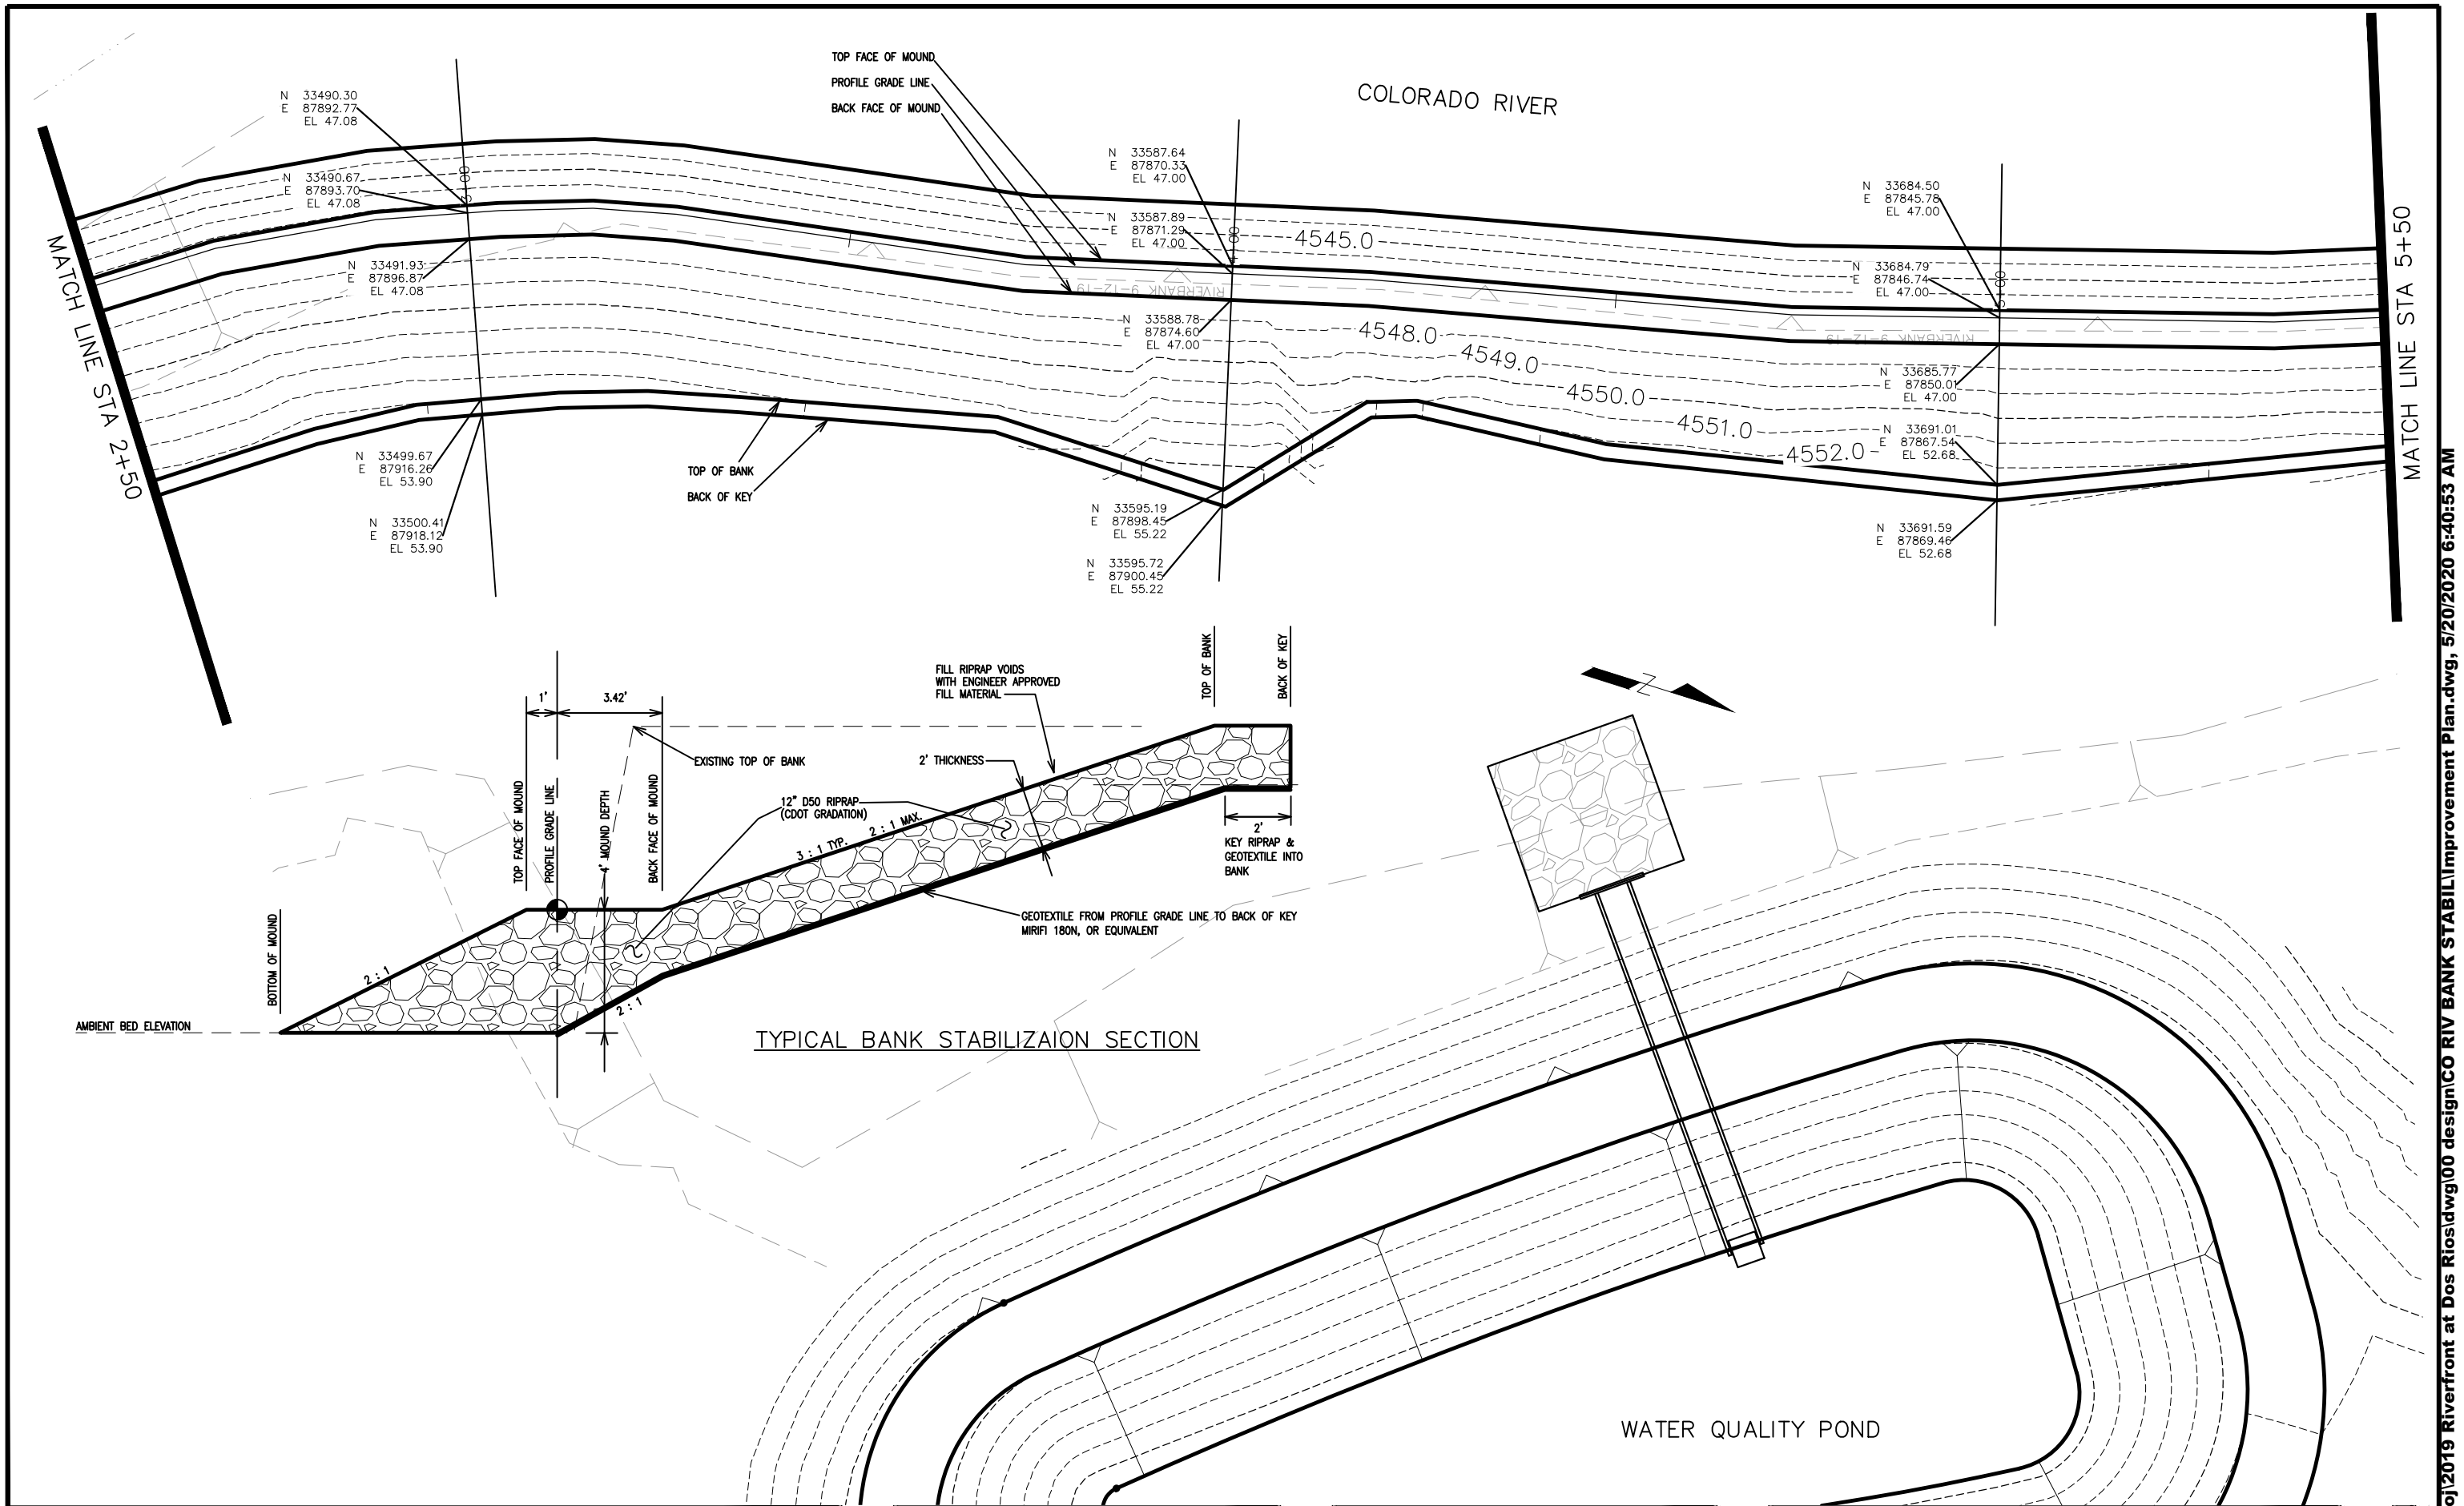 TOP FACE OF MOUND
PROFILE GRADE LINE
BACK FACE OF MOUND
COLORADO RIVER
N 33490.30
E 87892.77
EL 47.08
N 33490.67
E 87893.70
EL 47.08
N 33491.93
E 87896.87
EL 47.08
N 33499.67
E 87916.26
EL 53.90
N 33500.41
E 87918.12
EL 53.90
MATCH LINE STA 2+50
N 33587.64
E 87870.33
EL 47.00
N 33587.89
E 87871.29
EL 47.00
N 33588.78
E 87874.60
EL 47.00
N 33595.19
E 87898.45
EL 55.22
N 33595.72
E 87900.45
EL 55.22
RIVERBANK 9-12-19
4545.0
4548.0
4549.0
4550.0
4551.0
4552.0
N 33684.50
E 87845.78
EL 47.00
N 33684.79
E 87846.74
EL 47.00
RIVERBANK 9-12-19
N 33685.77
E 87850.01
EL 47.00
N 33691.01
E 87867.54
EL 52.68
N 33691.59
E 87869.46
EL 52.68
MATCH LINE STA 5+50
TOP OF BANK
BACK OF KEY
1'
3.42'
FILL RIPRAP VOIDS
WITH ENGINEER APPROVED
FILL MATERIAL
TOP OF BANK
BACK OF KEY
EXISTING TOP OF BANK
2' THICKNESS
12" D50 RIPRAP
(CDOT GRADATION)
TOP FACE OF MOUND
PROFILE GRADE LINE
4' MOUND DEPTH
BACK FACE OF MOUND
3 : 1 TYP.
2 : 1 MAX.
2'
KEY RIPRAP &
GEOTEXTILE INTO
BANK
GEOTEXTILE FROM PROFILE GRADE LINE TO BACK OF KEY
MIRIFI 180N, OR EQUIVALENT
BOTTOM OF MOUND
2 : 1
2 : 1
AMBIENT BED ELEVATION
TYPICAL BANK STABILIZAION SECTION
N
WATER QUALITY POND
oj\2019 Riverfront at Dos Rios\dwg\00 design\CO RIV BANK STABIL\Improvement Plan.dwg, 5/20/2020 6:40:53 AM